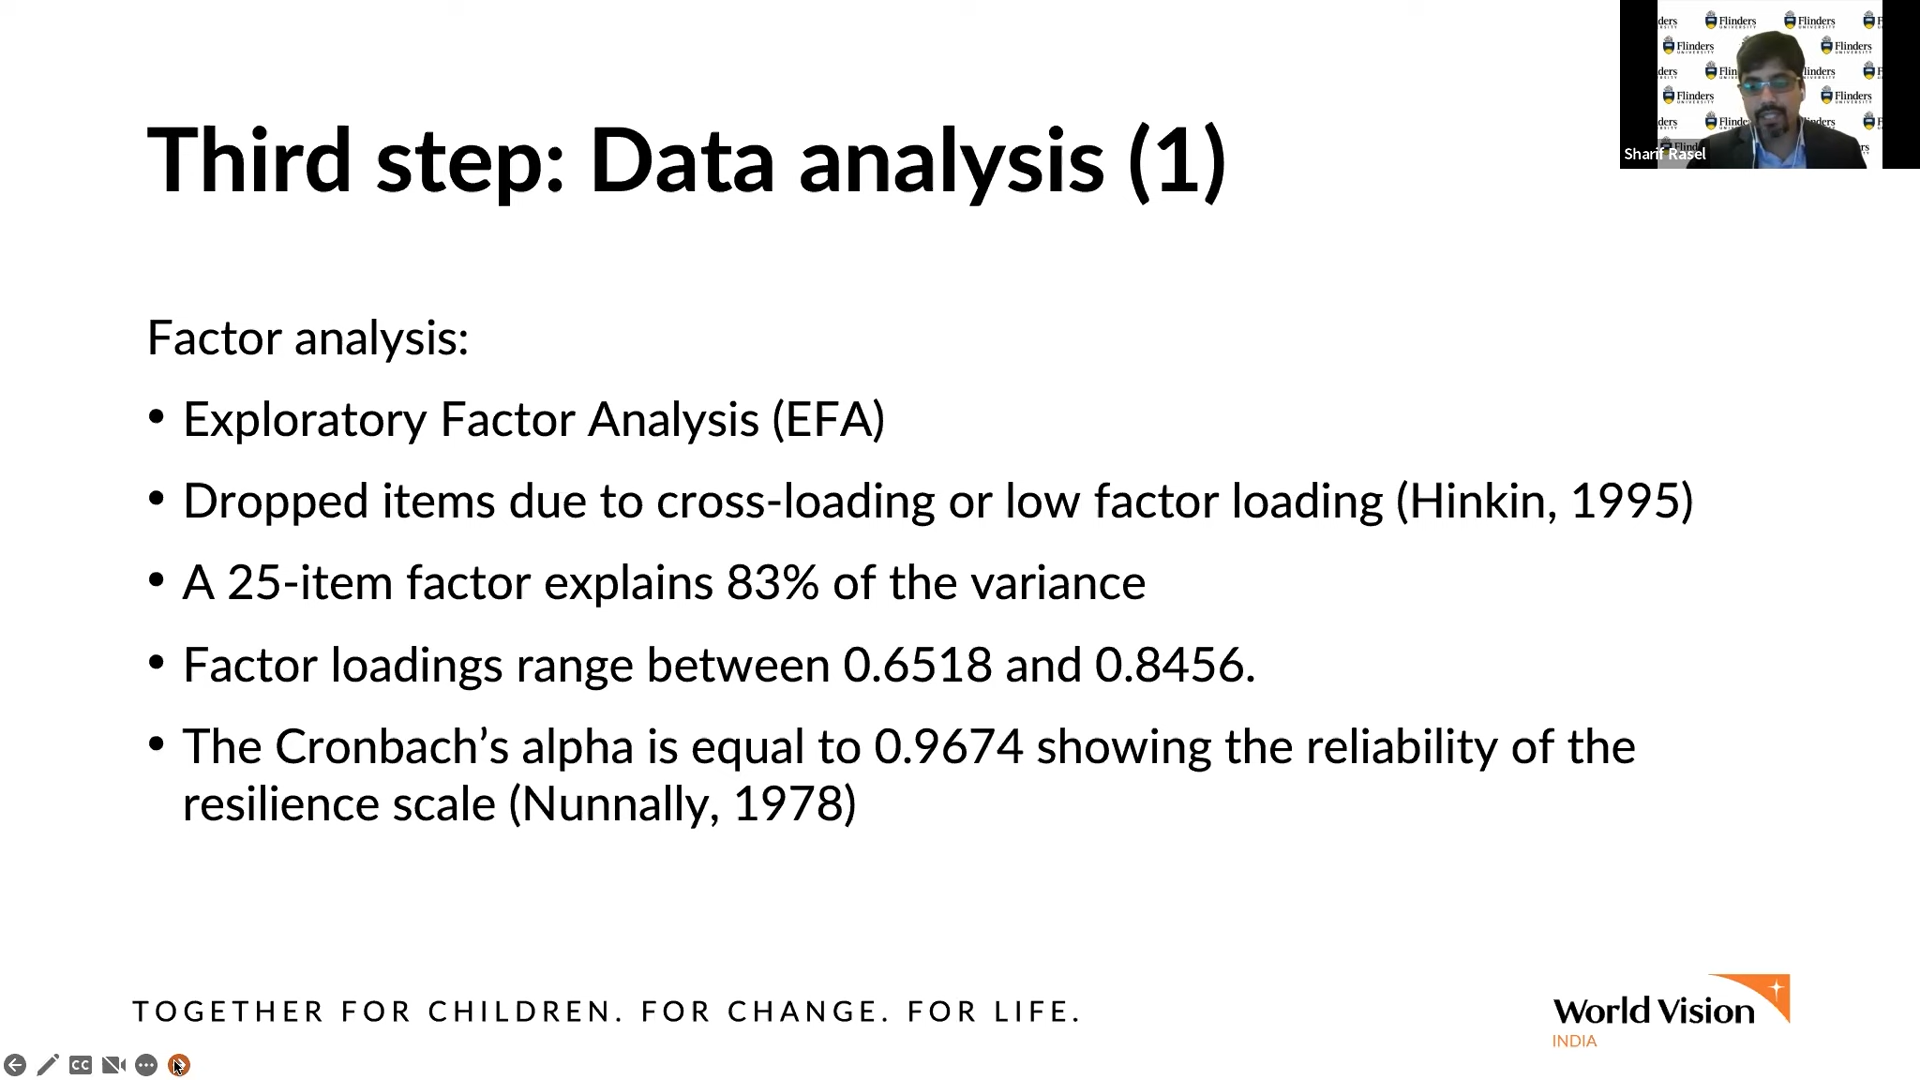 Third step: Data analysis (1)
Factor analysis:
• Exploratory Factor Analysis (EFA)
• Dropped items due to cross-loading or low factor loading (Hinkin, 1995)
• A 25-item factor explains 83% of the variance
• Factor loadings range between 0.6518 and 0.8456.
• The Cronbach’s alpha is equal to 0.9674 showing the reliability of the
resilience scale (Nunnally, 1978)
TOGETHER FOR CHILDREN. FOR CHANGE. FOR LIFE.
World Vision
INDIA
Sharif Rasel
Flinders
UNIVERSITY
CC